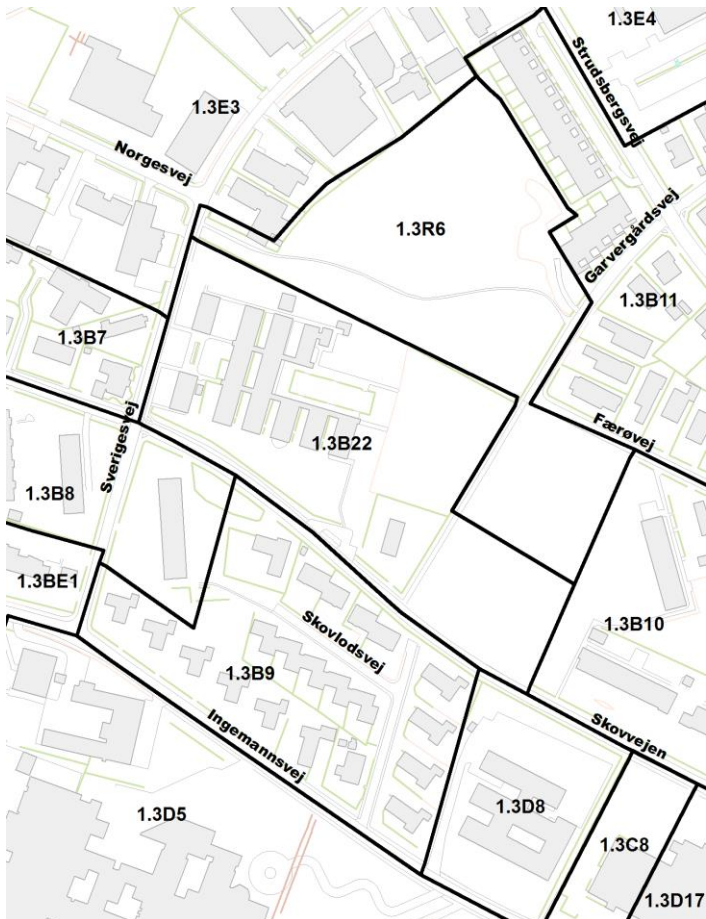 1.3E4
Strudsbergsvej
1.3E3
Norgesvej
1.3R6
Garvergårdsvej
1.3B11
1.3B7
Færøvej
Sverigesvej
1.3B22
1.3B8
1.3BE1
1.3B10
Skovlodsvej
1.3B9
Ingemannsvej
Skovvejen
1.3D5
1.3D8
1.3C8
1.3D17